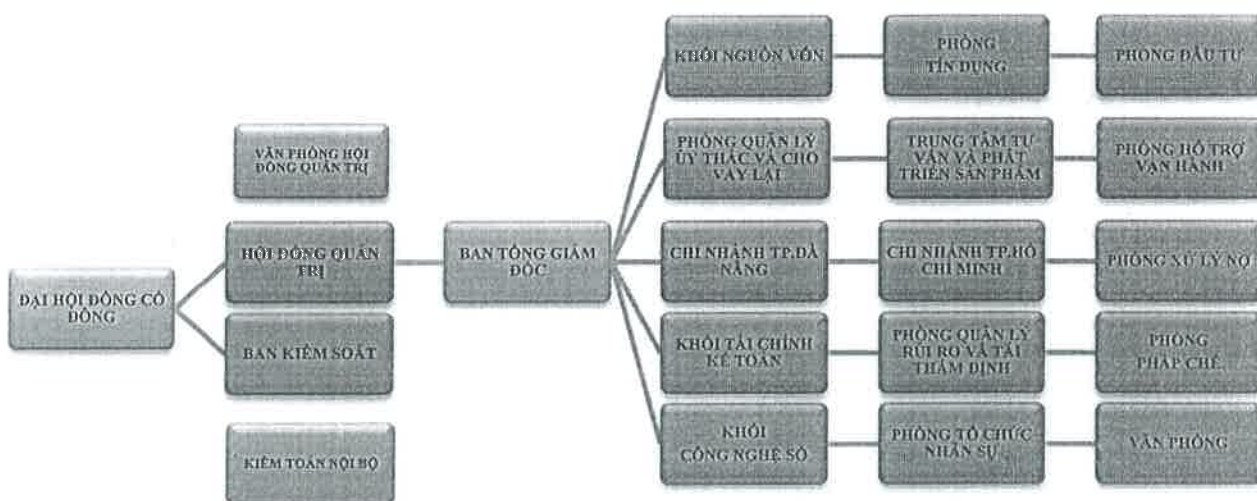 ĐẠI HỘI ĐỒNG CỔ
ĐÔNG
VĂN PHÒNG HỘI
ĐỒNG QUẢN TRỊ
HỘI ĐỒNG QUẢN
TRỊ
BAN KIỂM SOÁT
KIỂM TOÁN NỘI BỘ
BAN TỔNG GIÁM
ĐỐC
KHỐI NGUỒN VỐN
PHÒNG
TÍN DỤNG
PHÒNG ĐẦU TƯ
PHÒNG QUẢN LÝ
ỦY THÁC VÀ CHO
VAY LẠI
TRUNG TÂM TƯ
VẤN VÀ PHÁT
TRIỂN SẢN PHẨM
PHÒNG HỖ TRỢ
VẬN HÀNH
CHI NHÁNH TP.ĐÀ
NẴNG
CHI NHÁNH TP.HỒ
CHÍ MINH
PHÒNG XỬ LÝ NỢ
KHỐI TÀI CHÍNH
KẾ TOÁN
PHÒNG QUẢN LÝ
RỦI RO VÀ TÁI
THẨM ĐỊNH
PHÒNG
PHÁP CHẾ
KHỐI
CÔNG NGHỆ SỐ
PHÒNG TỔ CHỨC
NHÂN SỰ
VĂN PHÒNG